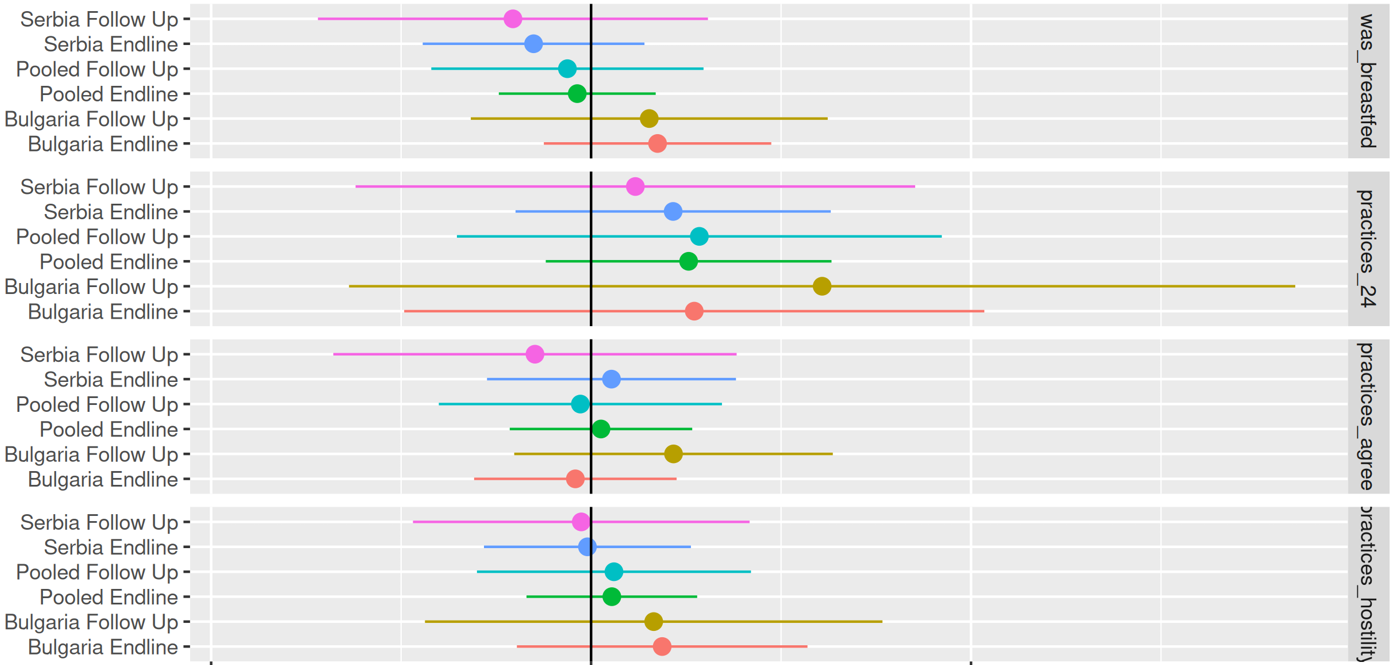 Serbia Follow Up
Serbia Endline
Pooled Follow Up
Pooled Endline
Bulgaria Follow Up
Bulgaria Endline
was_breastfed
Serbia Follow Up
Serbia Endline
Pooled Follow Up
Pooled Endline
Bulgaria Follow Up
Bulgaria Endline
practices_24
Serbia Follow Up
Serbia Endline
Pooled Follow Up
Pooled Endline
Bulgaria Follow Up
Bulgaria Endline
practices_agree
Serbia Follow Up
Serbia Endline
Pooled Follow Up
Pooled Endline
Bulgaria Follow Up
Bulgaria Endline
practices_hostility